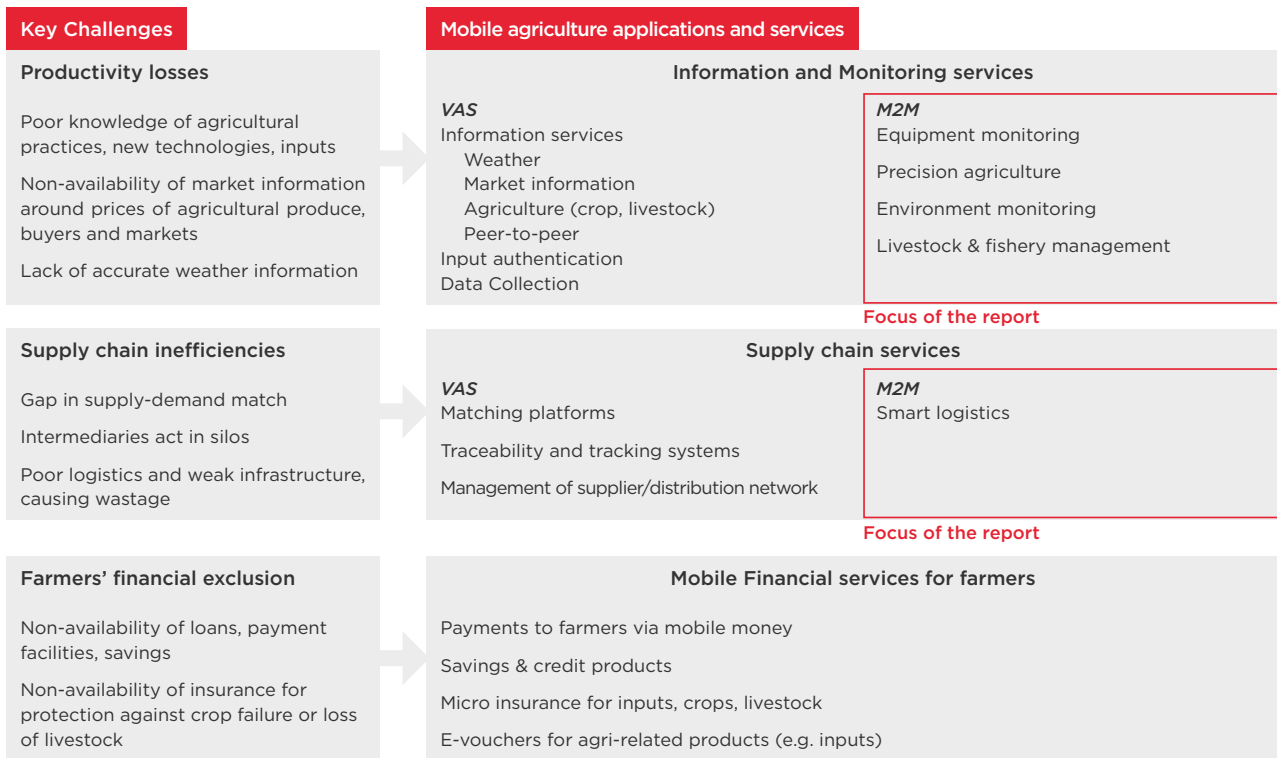 Key Challenges
Mobile agriculture applications and services
Productivity losses
Poor knowledge of agricultural
practices, new technologies, inputs
Non-availability of market information
around prices of agricultural produce,
buyers and markets
Lack of accurate weather information
Information and Monitoring services
VAS
Information services
Weather
Market information
Agriculture (crop, livestock)
Peer-to-peer
Input authentication
Data Collection
M2M
Equipment monitoring
Precision agriculture
Environment monitoring
Livestock & fishery management
Focus of the report
Supply chain inefficiencies
Gap in supply-demand match
Intermediaries act in silos
Poor logistics and weak infrastructure,
causing wastage
Supply chain services
VAS
Matching platforms
Traceability and tracking systems
Management of supplier/distribution network
M2M
Smart logistics
Focus of the report
Farmers’ financial exclusion
Non-availability of loans, payment
facilities, savings
Non-availability of insurance for
protection against crop failure or loss
of livestock
Mobile Financial services for farmers
Payments to farmers via mobile money
Savings & credit products
Micro insurance for inputs, crops, livestock
E-vouchers for agri-related products (e.g. inputs)